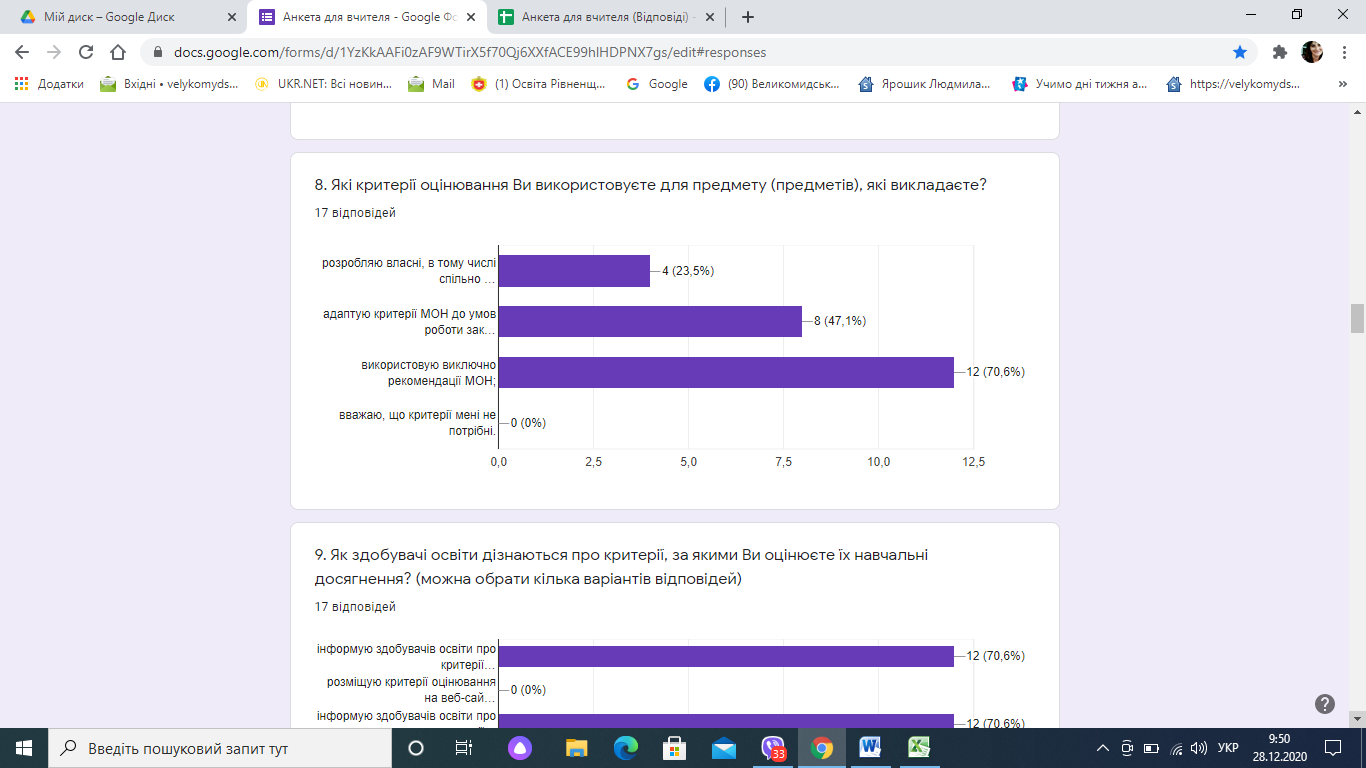 Мій диск – Google Диск
Анкета для вчителя - Google Фо
Анкета для вчителя (Відповіді) -
docs.google.com/forms/d/1YzKkAAFi0zAF9WTirX5f70Qj6XXfACE99hlHDPNX7gs/edit#responses
Додатки
Вхідні • velykomyds...
UKR.NET: Всі новин...
Mail
(1) Освіта Рівненщ...
Google
(90) Великомидськ...
Ярошик Людмила...
Учимо дні тижня а...
https://velykomyds...
8. Які критерії оцінювання Ви використовуєте для предмету (предметів), які викладаєте?
17 відповідей
розробляю власні, в тому числі
спільно …
4 (23,5%)
адаптую критерії МОН до умов
роботи зак…
8 (47,1%)
використовую виключно
рекомендації МОН;
12 (70,6%)
вважаю, що критерії мені не
потрібні.
0 (0%)
0,0
2,5
5,0
7,5
10,0
12,5
9. Як здобувачі освіти дізнаються про критерії, за якими Ви оцінюєте їх навчальні
досягнення? (можна обрати кілька варіантів відповідей)
17 відповідей
інформую здобувачів освіти про
критерії…
12 (70,6%)
розміщую критерії оцінювання
на веб-сай…
0 (0%)
інформую здобувачів освіти про
12 (70,6%)
Введіть пошуковий запит тут
33
УКР
9:50
28.12.2020